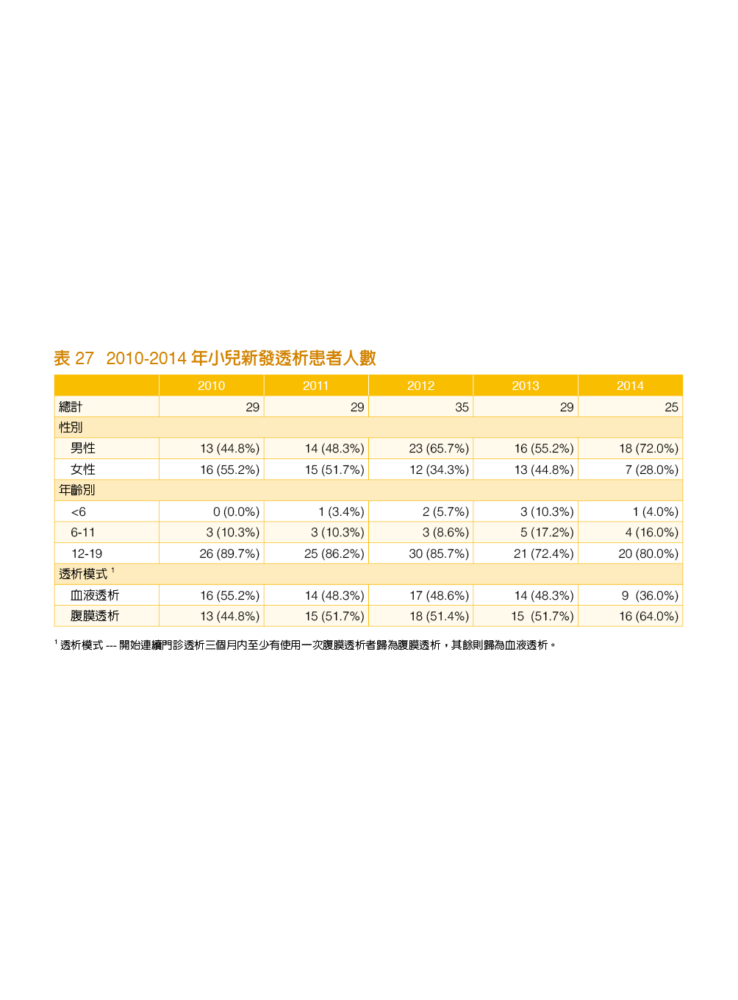 表 27 2010-2014 年小兒新發透析患者人數
2010 2011 2012 2013 2014
總計 29 29 35 29 25
性別
男性 13 (44.8%) 14 (48.3%) 23 (65.7%) 16 (55.2%) 18 (72.0%)
女性 16 (55.2%) 15 (51.7%) 12 (34.3%) 13 (44.8%) 7 (28.0%)
年齡別
<6 0 (0.0%) 1 (3.4%) 2 (5.7%) 3 (10.3%) 1 (4.0%)
6-11 3 (10.3%) 3 (10.3%) 3 (8.6%) 5 (17.2%) 4 (16.0%)
12-19 26 (89.7%) 25 (86.2%) 30 (85.7%) 21 (72.4%) 20 (80.0%)
透析模式 1
血液透析 16 (55.2%) 14 (48.3%) 17 (48.6%) 14 (48.3%) 9 (36.0%)
腹膜透析 13 (44.8%) 15 (51.7%) 18 (51.4%) 15 (51.7%) 16 (64.0%)
1 透析模式 --- 開始連續門診透析三個月內至少有使用一次腹膜透析者歸為腹膜透析，其餘則歸為血液透析。